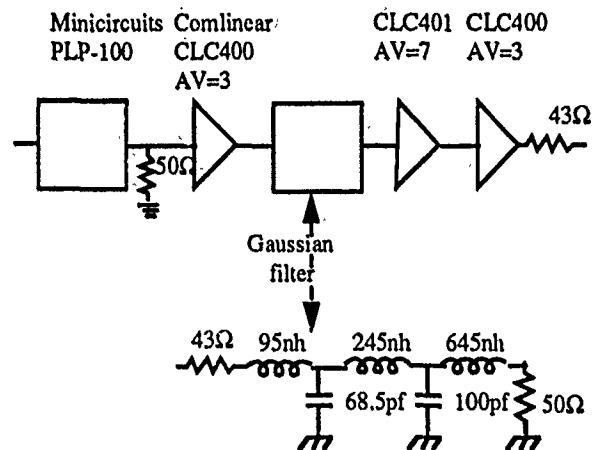 Minicircuits Comlinear CLC401 CLC400
PLP-100 CLC400 AV=7 AV=3
AV=3
43Ω
50Ω
Gaussian
filter
43Ω 95nh 245nh 645nh
68.5pf 100pf 50Ω